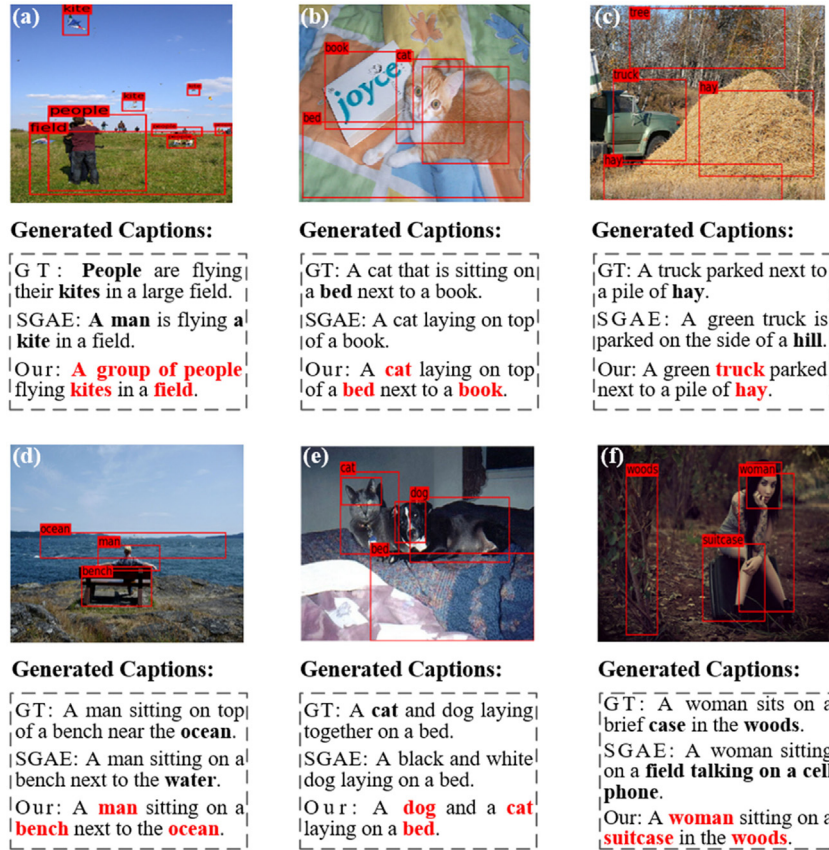 (a)
kite
kite
people
field
(b)
book
cat
joyce
bed
(c)
tree
truck
hay
hay
Generated Captions:
GT: People are flying
their kites in a large field.
SGAE: A man is flying a
kite in a field.
Our: A group of people
flying kites in a field.
Generated Captions:
GT: A cat that is sitting on
a bed next to a book.
SGAE: A cat laying on top
of a book.
Our: A cat laying on top
of a bed next to a book.
Generated Captions:
GT: A truck parked next to
a pile of hay.
SGAE: A green truck is
parked on the side of a hill.
Our: A green truck parked
next to a pile of hay.
(d)
ocean
man
bench
(e)
cat
dog
bed
(f)
woods
woman
suitcase
Generated Captions:
GT: A man sitting on top
of a bench near the ocean.
SGAE: A man sitting on a
bench next to the water.
Our: A man sitting on a
bench next to the ocean.
Generated Captions:
GT: A cat and dog laying
together on a bed.
SGAE: A black and white
dog laying on a bed.
Our: A dog and a cat
laying on a bed.
Generated Captions:
GT: A woman sits on a
brief case in the woods.
SGAE: A woman sitting
on a field talking on a cell
phone.
Our: A woman sitting on a
suitcase in the woods.